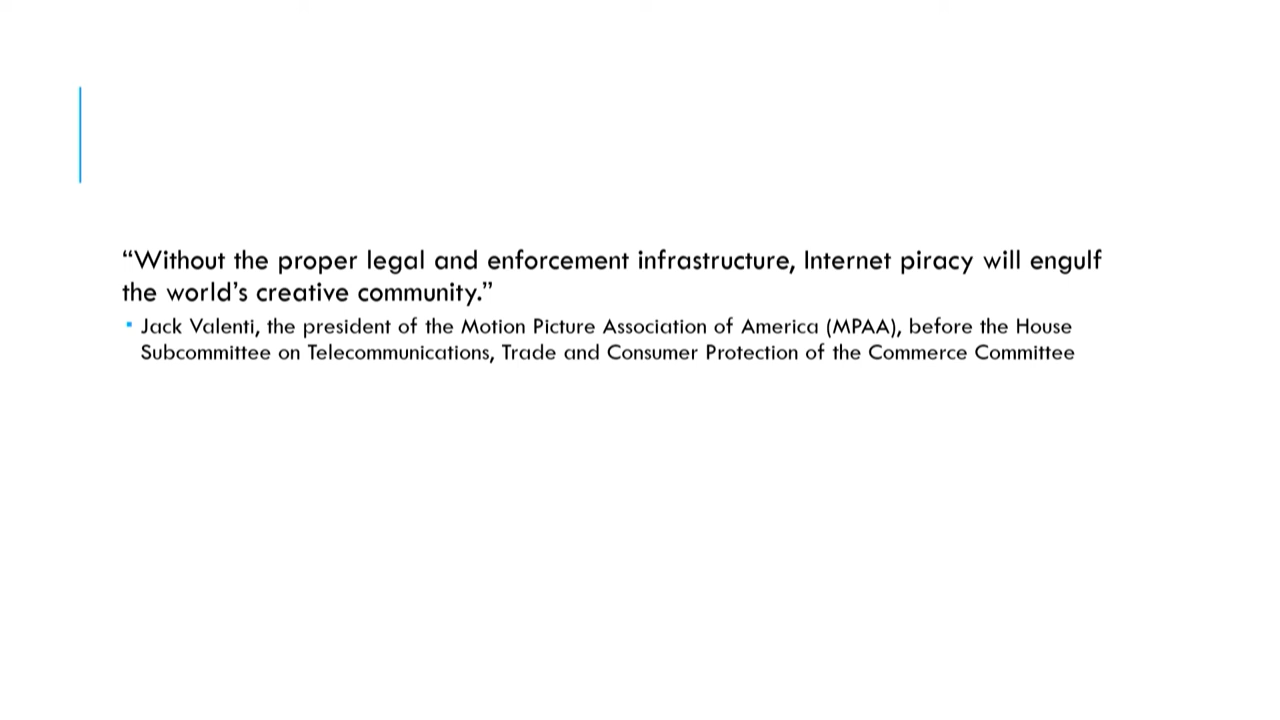 “Without the proper legal and enforcement infrastructure, Internet piracy will engulf
the world’s creative community.”
▪ Jack Valenti, the president of the Motion Picture Association of America (MPAA), before the House
Subcommittee on Telecommunications, Trade and Consumer Protection of the Commerce Committee